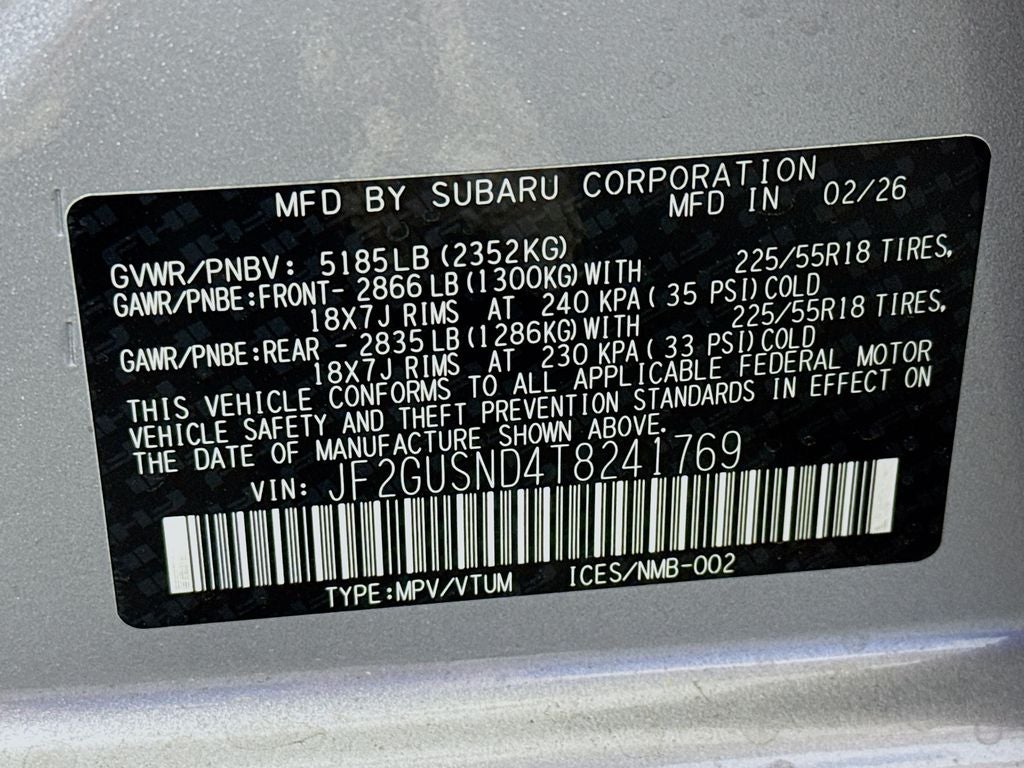 MFD BY SUBARU CORPORATION
MFD IN 02/26
GVWR/PNBV: 5185LB (2352KG)
GAWR/PNBE:FRONT- 2866 LB (1300KG) WITH 225/55R18 TIRES,
18X7J RIMS AT 240 KPA ( 35 PSI) COLD
GAWR/PNBE:REAR - 2835 LB (1286KG) WITH 225/55R18 TIRES,
18X7J RIMS AT 230 KPA ( 33 PSI) COLD
THIS VEHICLE CONFORMS TO ALL APPLICABLE FEDERAL MOTOR
VEHICLE SAFETY AND THEFT PREVENTION STANDARDS IN EFFECT ON
THE DATE OF MANUFACTURE SHOWN ABOVE.
VIN: JF2GUSND4T8241769
TYPE:MPV/VTUM ICES/NMB-002